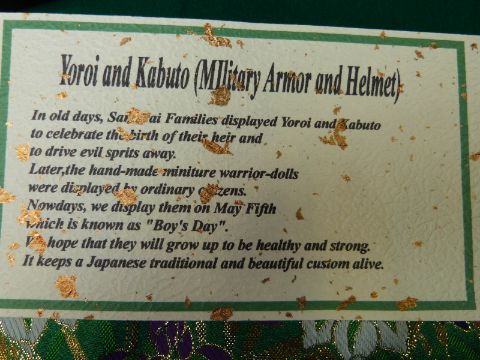 Yoroi and Kabuto (MIlitary Armor and Helmet)
In old days, Samurai Families displayed Yoroi and Kabuto
to celebrate the birth of their heir and
to drive evil sprits away.
Later,the hand-made miniture warrior-dolls
were displayed by ordinary citizens.
Nowdays, we display them on May Fifth
which is known as "Boy's Day".
We hope that they will grow up to be healthy and strong.
It keeps a Japanese traditional and beautiful custom alive.